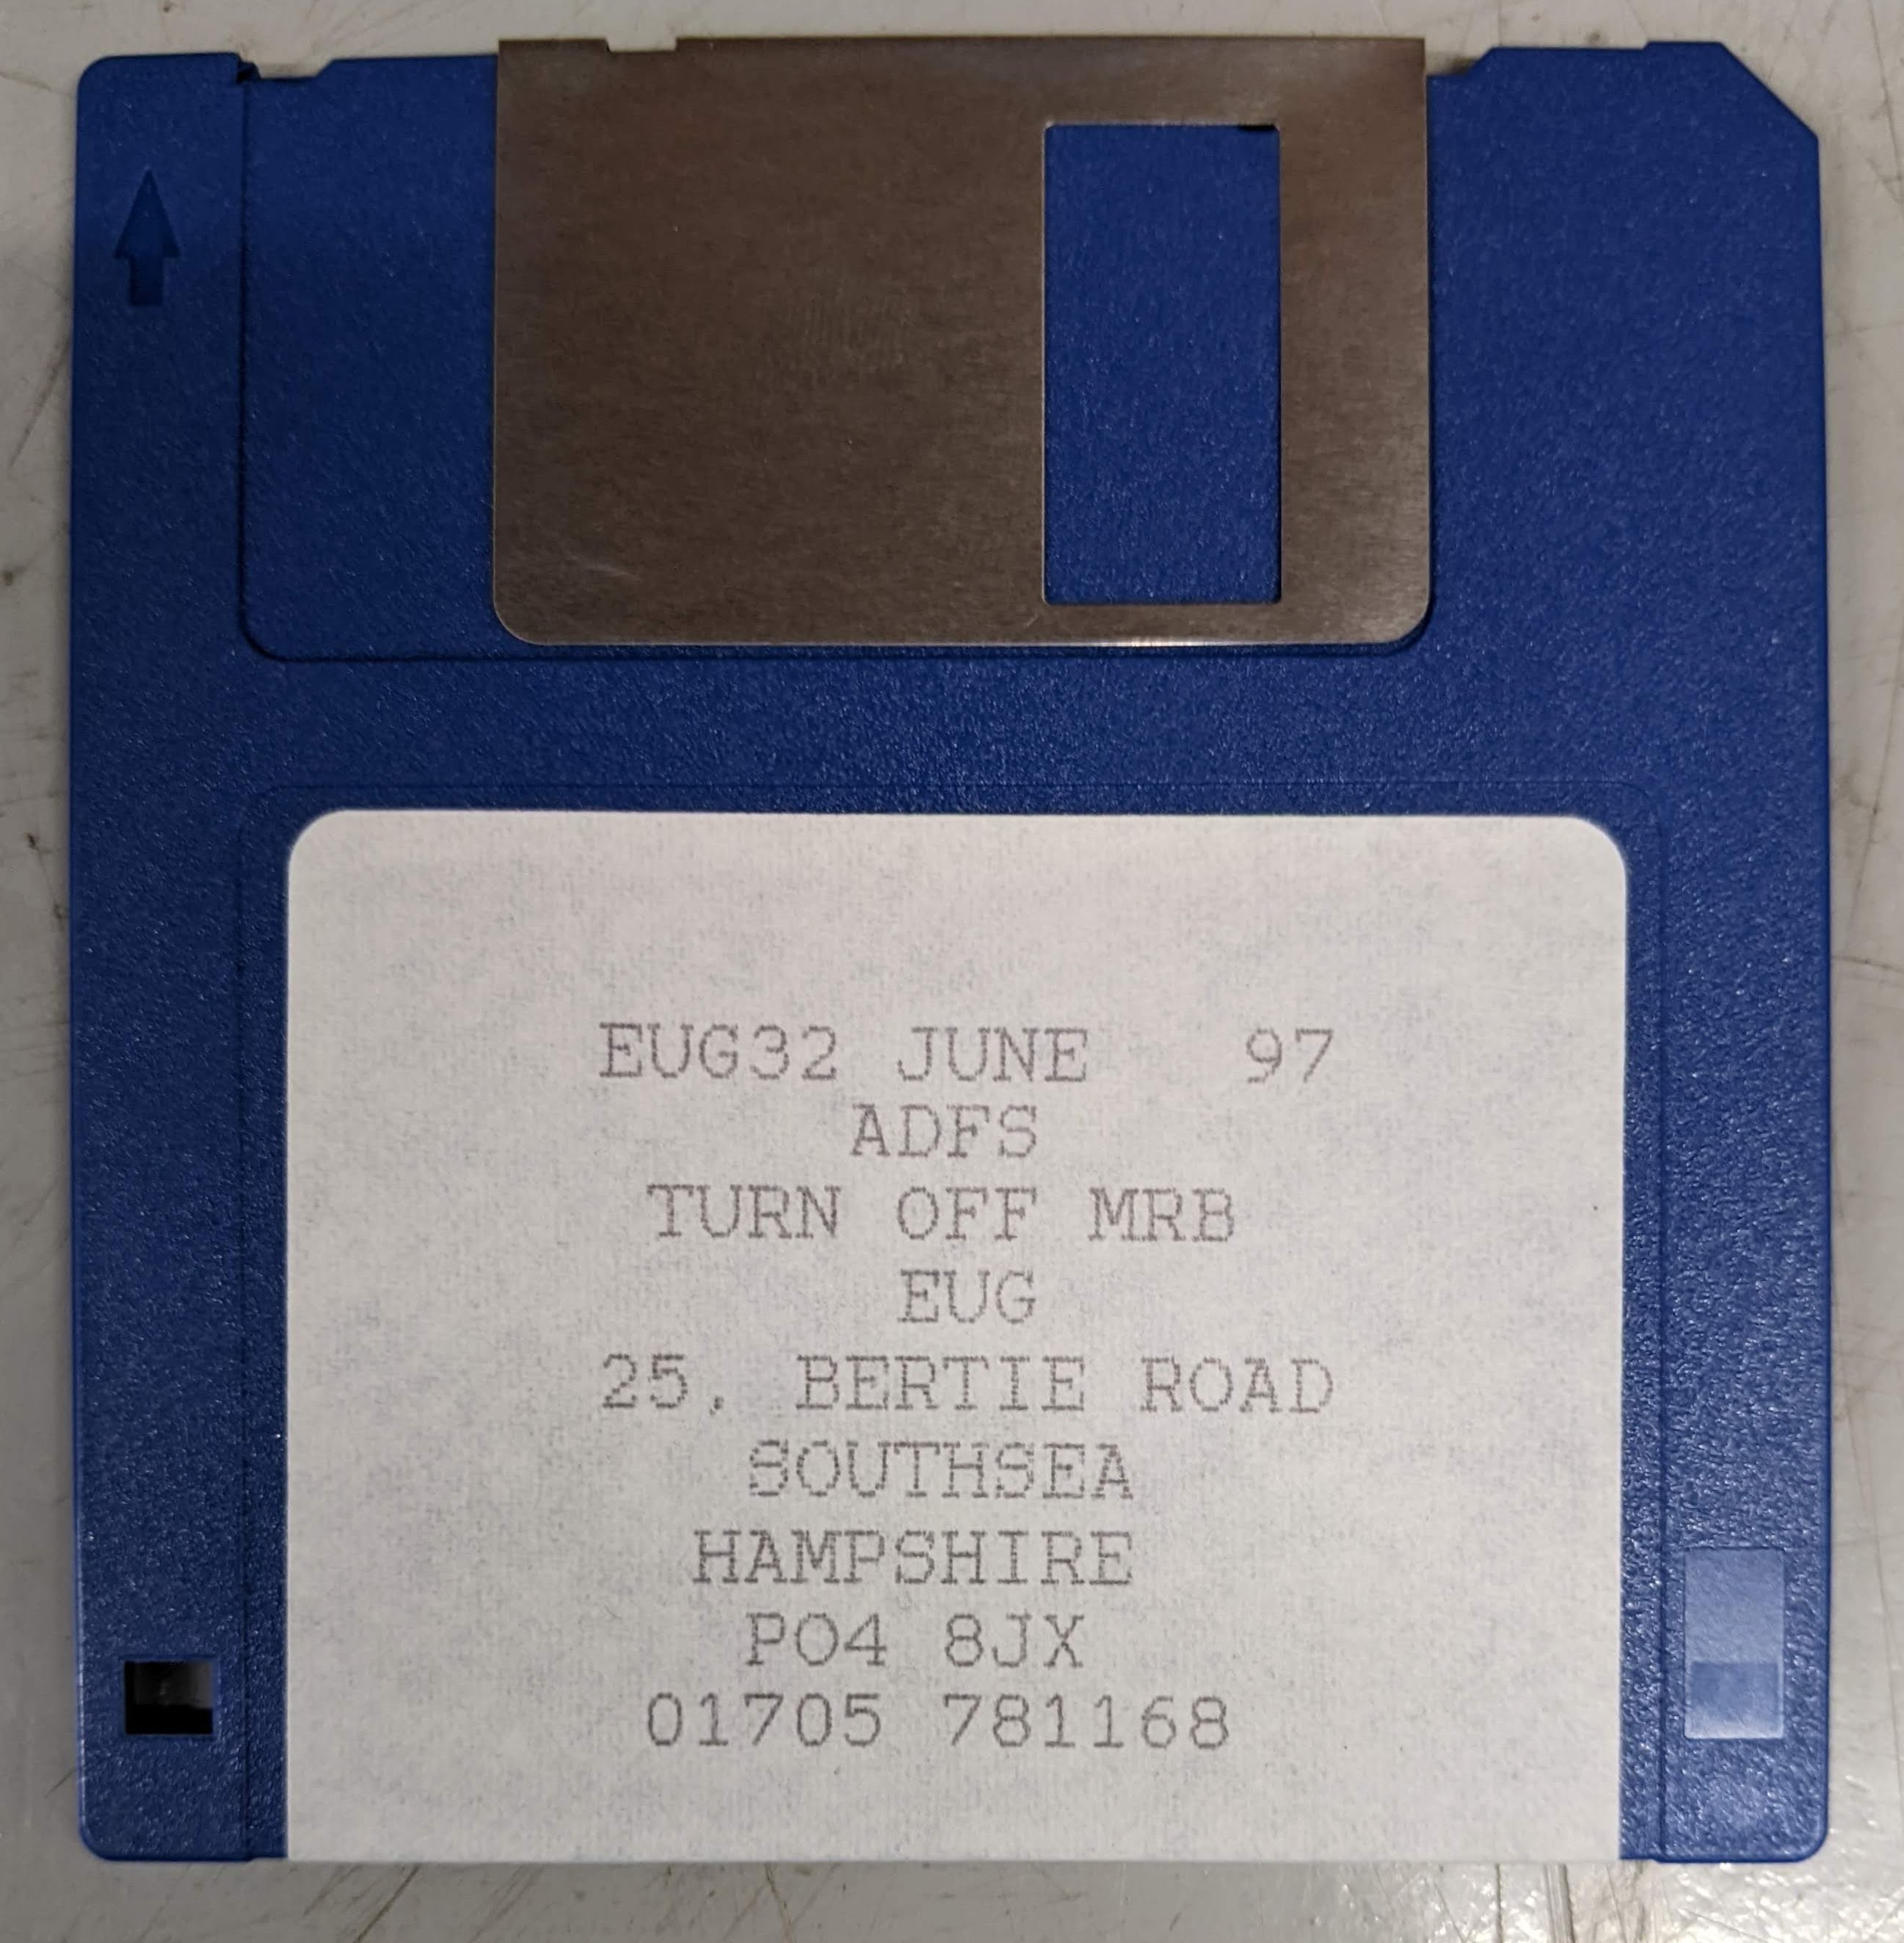 EUG32 JUNE   97
ADFS
TURN OFF MRB
EUG
25, BERTIE ROAD
SOUTHSEA
HAMPSHIRE
PO4 8JX
01705 781168